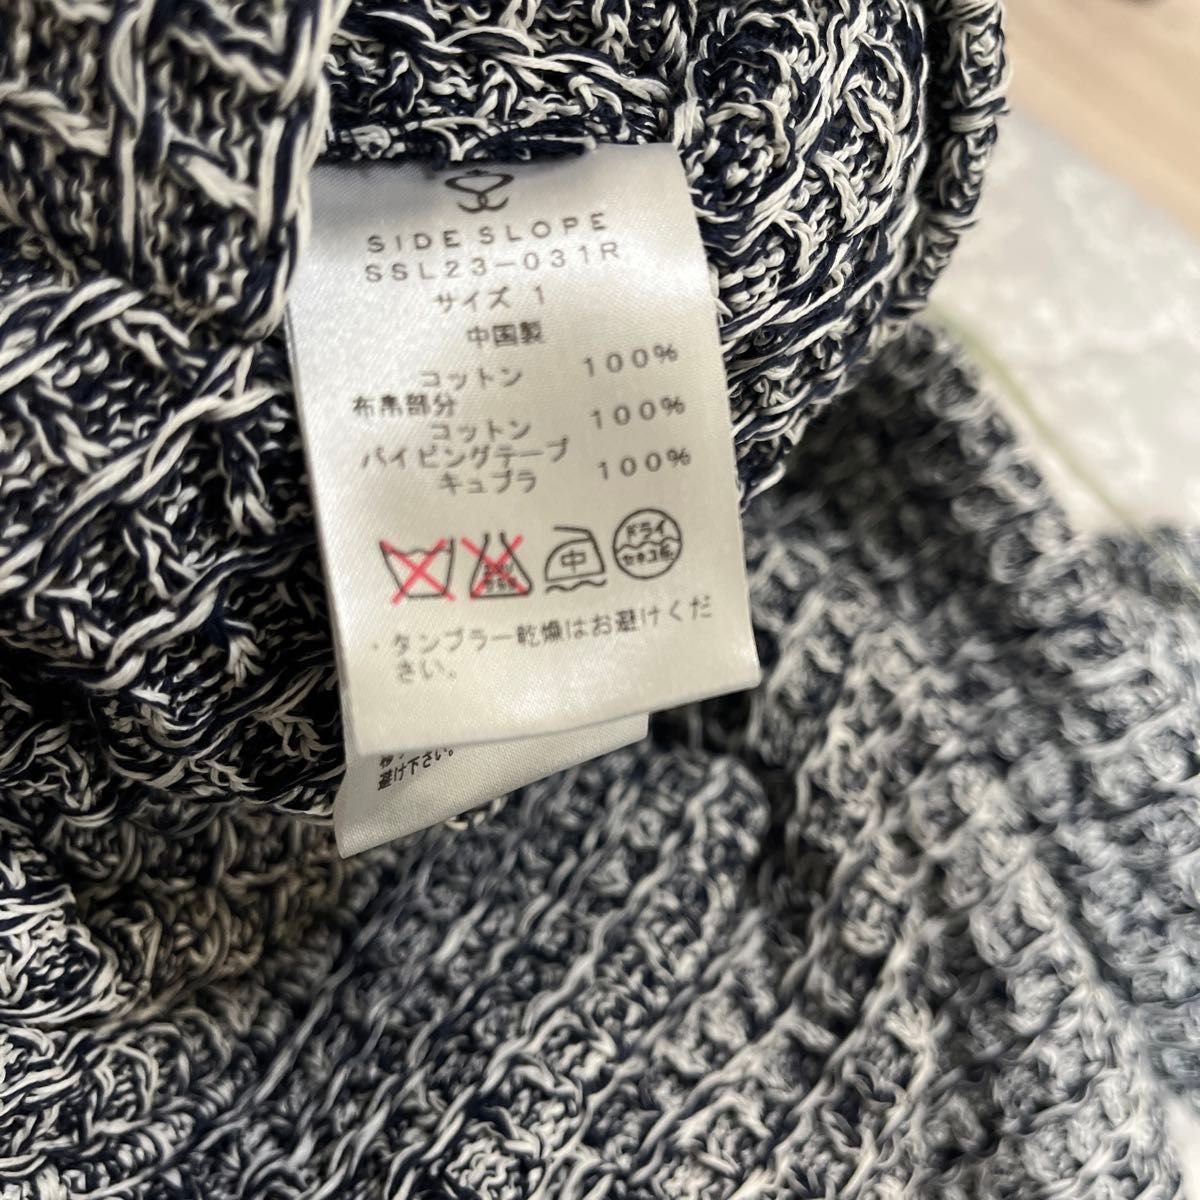 SIDE SLOPE
SSL23-031R
サイズ 1
中国製
コットン 100%
布帛部分
コットン 100%
パイピングテープ
キュプラ 100%
中
ドライ
セキユ系
・タンブラー乾燥はお避けくだ
さい。
避け下さい。